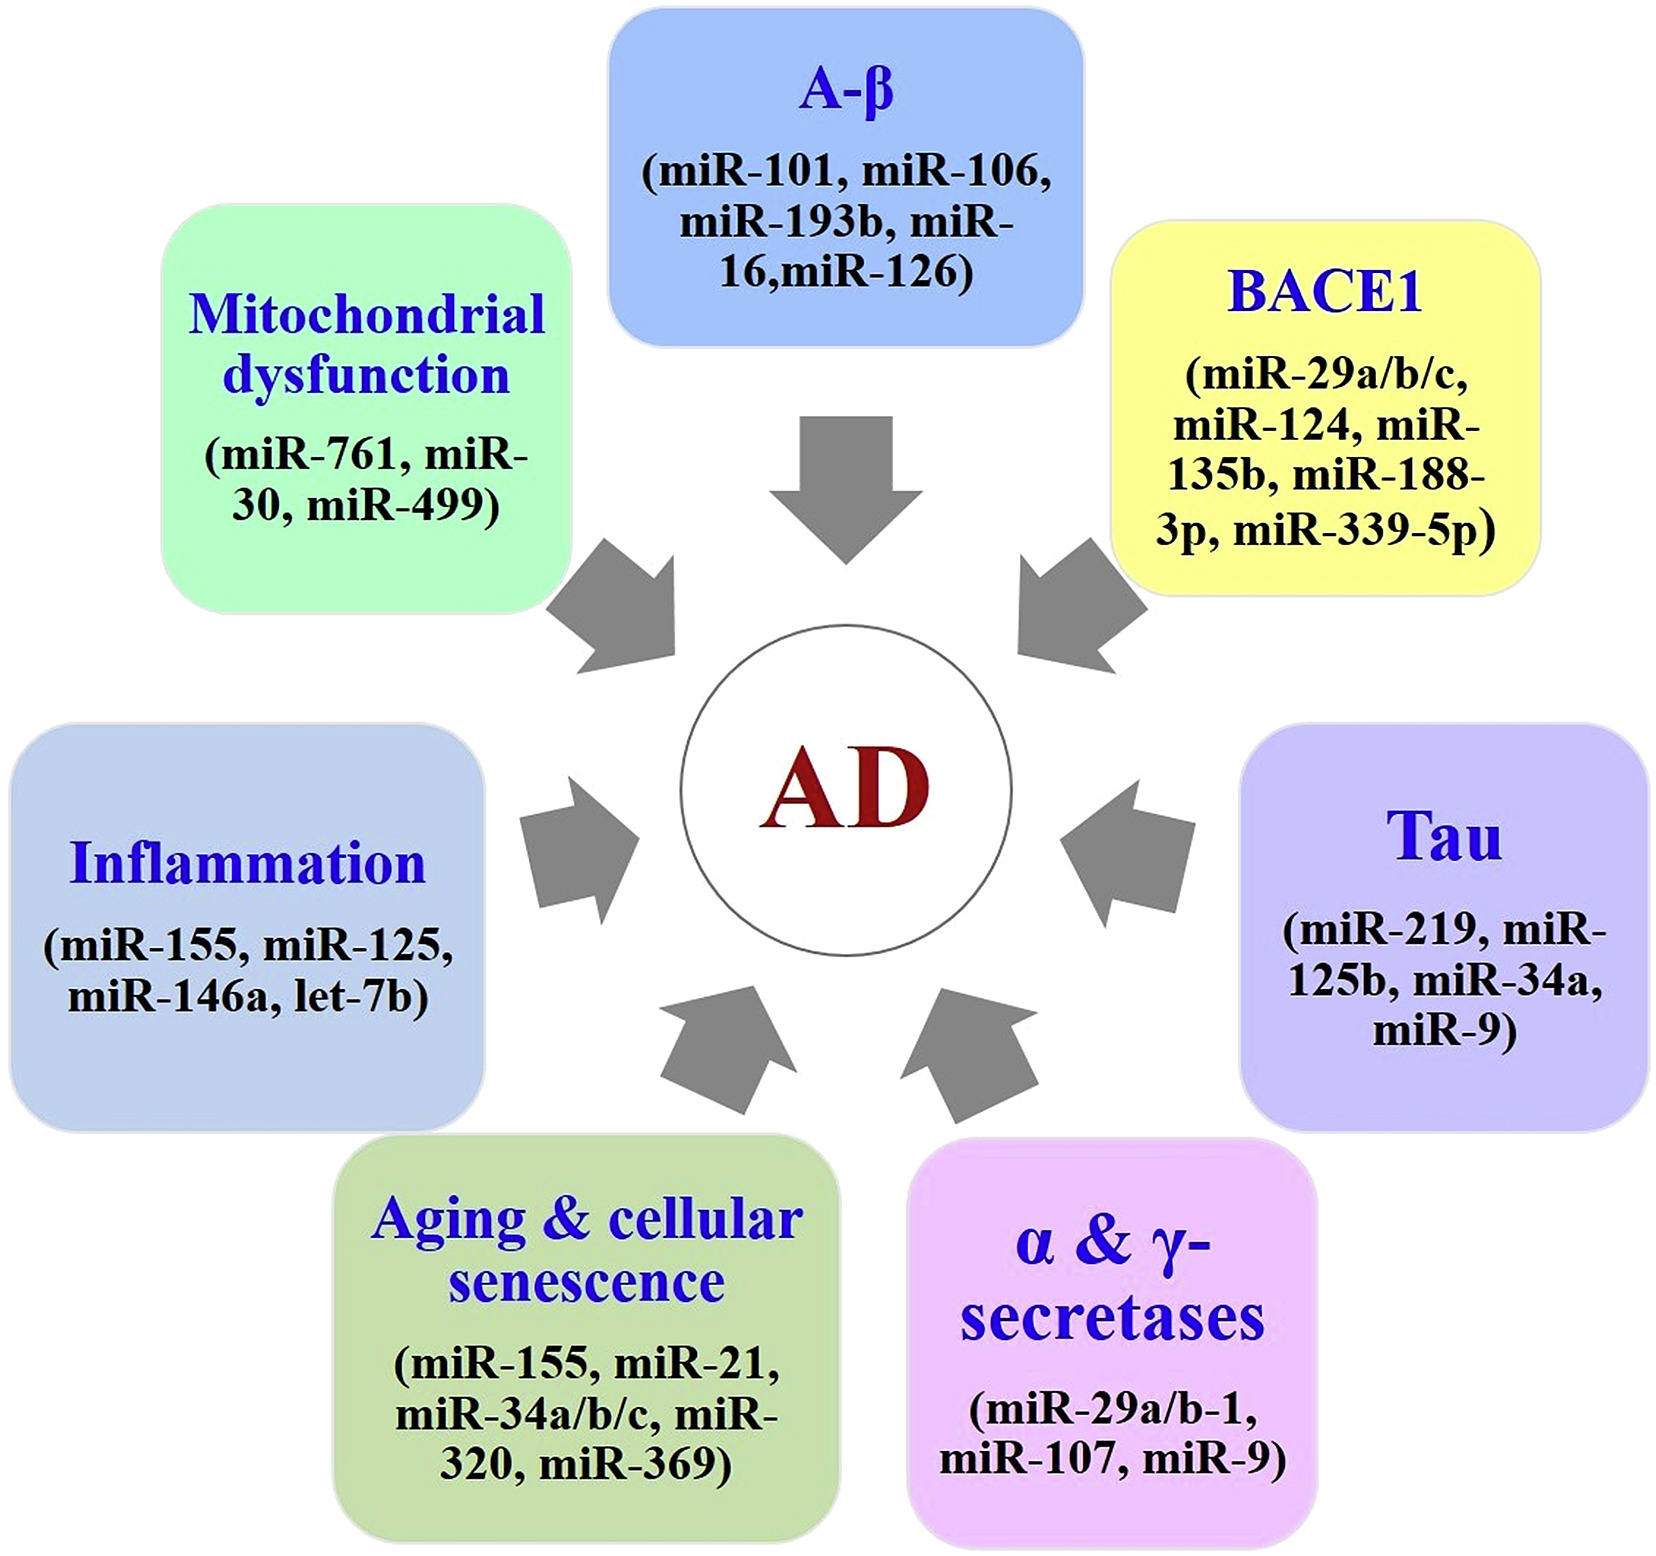 A-β
(miR-101, miR-106,
miR-193b, miR-
16,miR-126)
BACE1
(miR-29a/b/c,
miR-124, miR-
135b, miR-188-
3p, miR-339-5p)
Tau
(miR-219, miR-
125b, miR-34a,
miR-9)
α & γ-
secretases
(miR-29a/b-1,
miR-107, miR-9)
Aging & cellular
senescence
(miR-155, miR-21,
miR-34a/b/c, miR-
320, miR-369)
Inflammation
(miR-155, miR-125,
miR-146a, let-7b)
Mitochondrial
dysfunction
(miR-761, miR-
30, miR-499)
AD